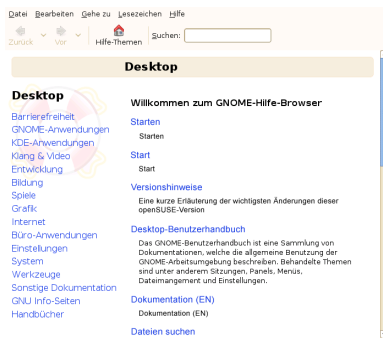 Datei Bearbeiten Gehe zu Lesezeichen Hilfe
Zurück Vor Hilfe-Themen Suchen:
Desktop
Desktop
Barrierefreiheit
GNOME-Anwendungen
KDE-Anwendungen
Klang & Video
Entwicklung
Bildung
Spiele
Grafik
Internet
Büro-Anwendungen
Einstellungen
System
Werkzeuge
Sonstige Dokumentation
GNU Info-Seiten
Handbücher
Willkommen zum GNOME-Hilfe-Browser
Starten
Starten
Start
Start
Versionshinweise
Eine kurze Erläuterung der wichtigsten Änderungen dieser
openSUSE-Version
Desktop-Benutzerhandbuch
Das GNOME-Benutzerhandbuch ist eine Sammlung von
Dokumentationen, welche die allgemeine Benutzung der
GNOME-Arbeitsumgebung beschreiben. Behandelte Themen
sind unter anderem Sitzungen, Panels, Menüs,
Dateimangement und Einstellungen.
Dokumentation (EN)
Dokumentation (EN)
Dateien suchen